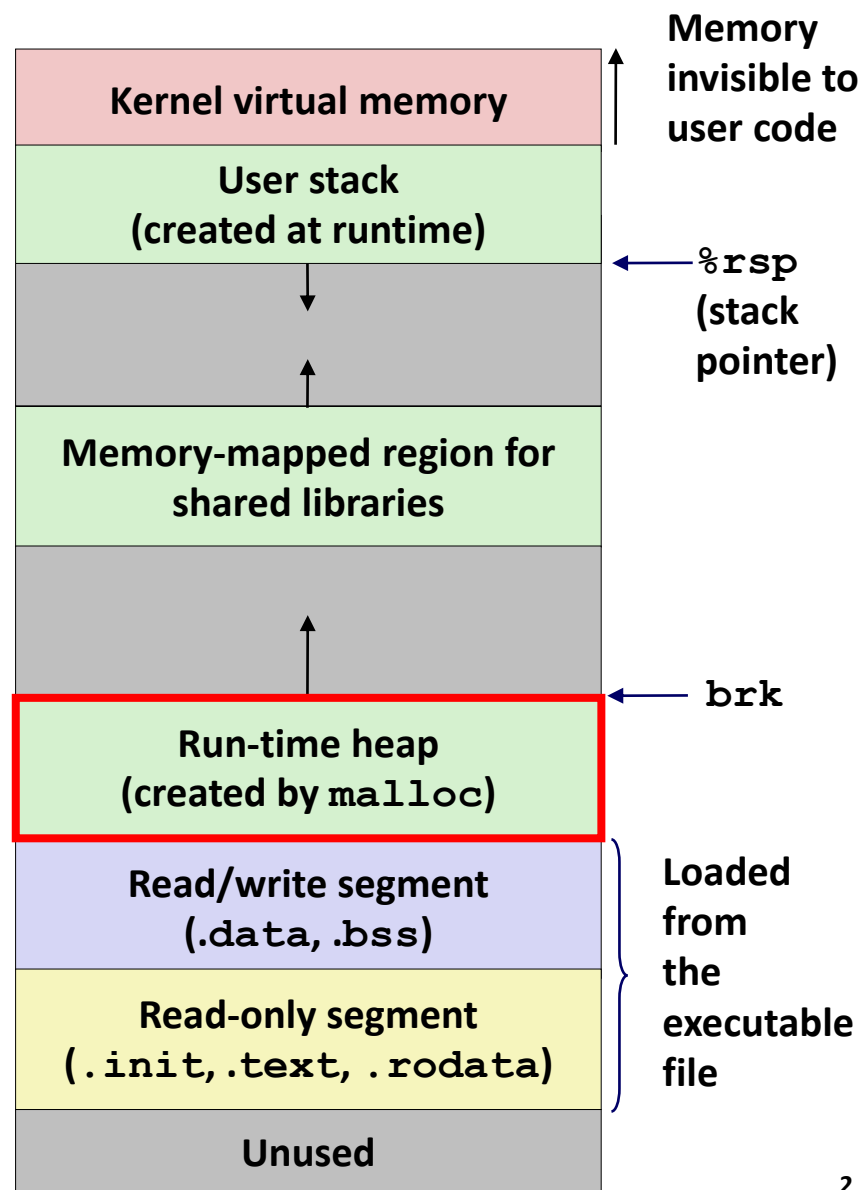 Memory
invisible to
user code
Kernel virtual memory
User stack
(created at runtime)
%rsp
(stack
pointer)
Memory-mapped region for
shared libraries
brk
Run-time heap
(created by malloc)
Read/write segment
(.data, .bss)
Read-only segment
(.init, .text, .rodata)
Loaded
from
the
executable
file
Unused
2